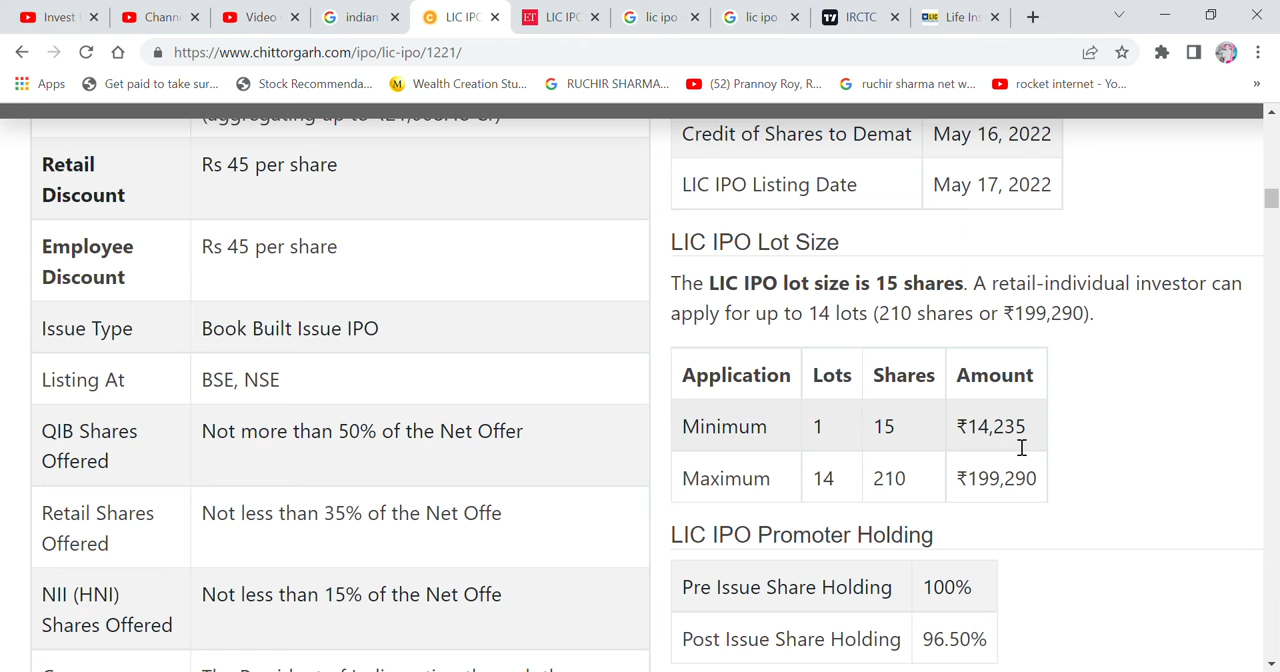 Invest
Chann
Video
indian
LIC IPO
LIC IPO
lic ipo
lic ipo
IRCTC
Life Ins
https://www.chittorgarh.com/ipo/lic-ipo/1221/
Apps
Get paid to take sur...
Stock Recommenda...
Wealth Creation Stu...
RUCHIR SHARMA...
(52) Prannoy Roy, R...
ruchir sharma net w...
rocket internet - Yo...
»
Retail Discount
Rs 45 per share
Employee Discount
Rs 45 per share
Issue Type
Book Built Issue IPO
Listing At
BSE, NSE
QIB Shares Offered
Not more than 50% of the Net Offer
Retail Shares Offered
Not less than 35% of the Net Offe
NII (HNI) Shares Offered
Not less than 15% of the Net Offe
Credit of Shares to Demat May 16, 2022
LIC IPO Listing Date May 17, 2022
LIC IPO Lot Size
The LIC IPO lot size is 15 shares. A retail-individual investor can
apply for up to 14 lots (210 shares or ₹199,290).
Application Lots Shares Amount
Minimum 1 15 ₹14,235
Maximum 14 210 ₹199,290
LIC IPO Promoter Holding
Pre Issue Share Holding 100%
Post Issue Share Holding 96.50%